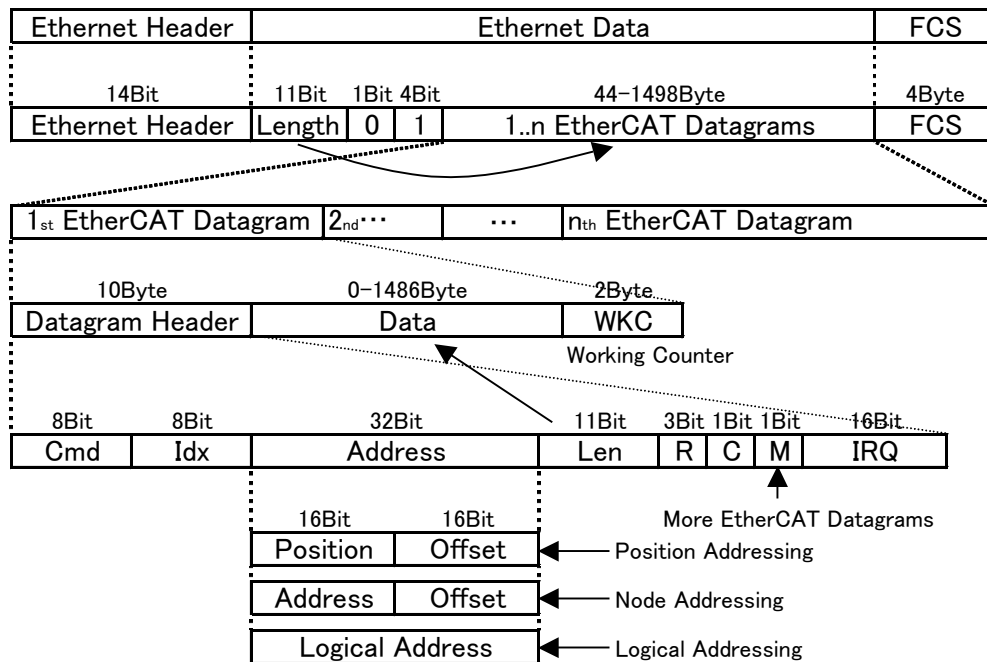 Ethernet Header Ethernet Data FCS
14Bit 11Bit 1Bit 4Bit 44-1498Byte 4Byte
Ethernet Header Length 0 1 1..n EtherCAT Datagrams FCS
1st EtherCAT Datagram 2nd··· ··· nth EtherCAT Datagram
10Byte 0-1486Byte 2Byte
Datagram Header Data WKC
Working Counter
8Bit 8Bit 32Bit 11Bit 3Bit 1Bit 1Bit 16Bit
Cmd Idx Address Len R C M IRQ
More EtherCAT Datagrams
16Bit 16Bit
Position Offset Position Addressing
Address Offset Node Addressing
Logical Address Logical Addressing